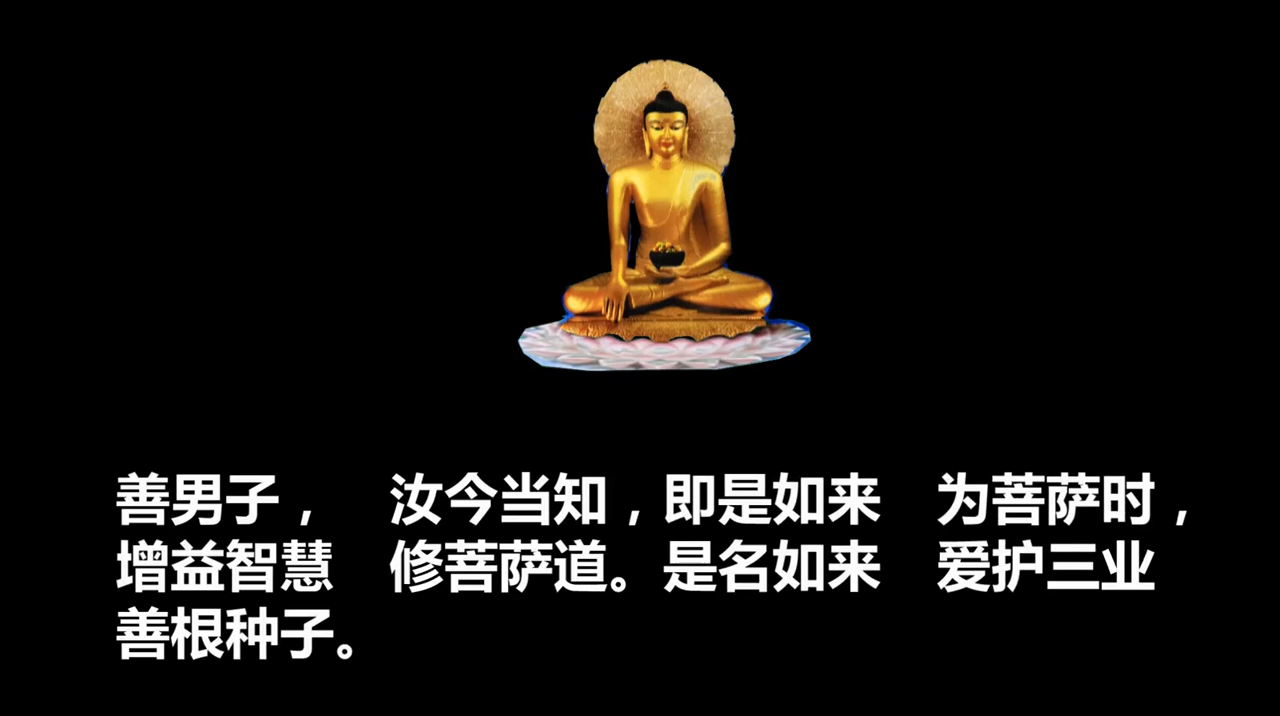 善男子， 汝今当知，即是如来 为菩萨时，
增益智慧 修菩萨道。是名如来 爱护三业
善根种子。